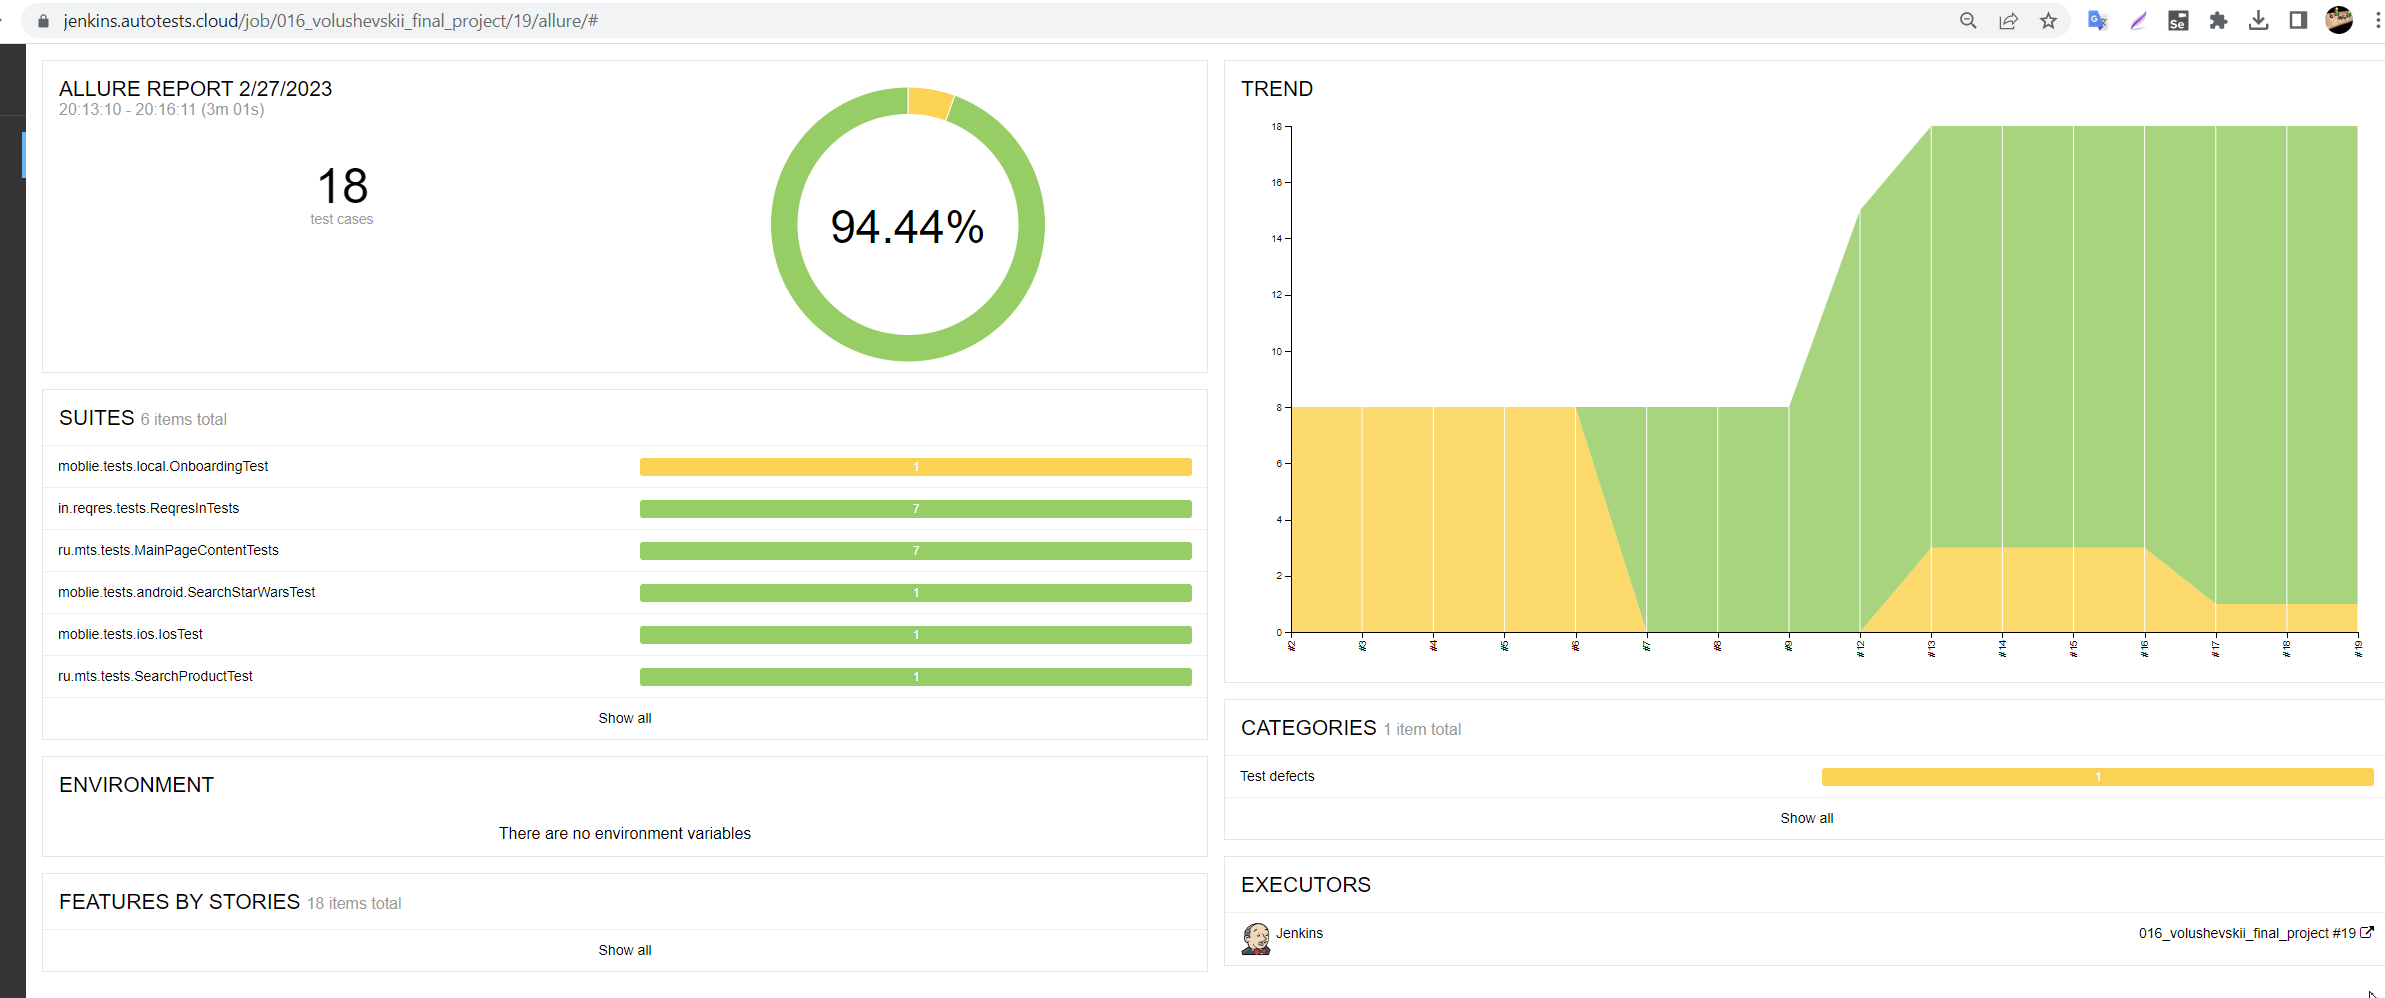 jenkins.autotests.cloud/job/016_volushevskii_final_project/19/allure/#
ALLURE REPORT 2/27/2023
20:13:10 - 20:16:11 (3m 01s)
18
test cases
94.44%
SUITES 6 items total
moblie.tests.local.OnboardingTest 1
in.reqres.tests.ReqresInTests 7
ru.mts.tests.MainPageContentTests 7
moblie.tests.android.SearchStarWarsTest 1
moblie.tests.ios.IosTest 1
ru.mts.tests.SearchProductTest 1
Show all
ENVIRONMENT
There are no environment variables
FEATURES BY STORIES 18 items total
Show all
TREND
18
16
14
12
10
8
6
4
2
0
#2 #3 #4 #5 #6 #7 #8 #9 #12 #13 #14 #15 #16 #17 #18 #19
CATEGORIES 1 item total
Test defects 1
Show all
EXECUTORS
Jenkins 016_volushevskii_final_project #19